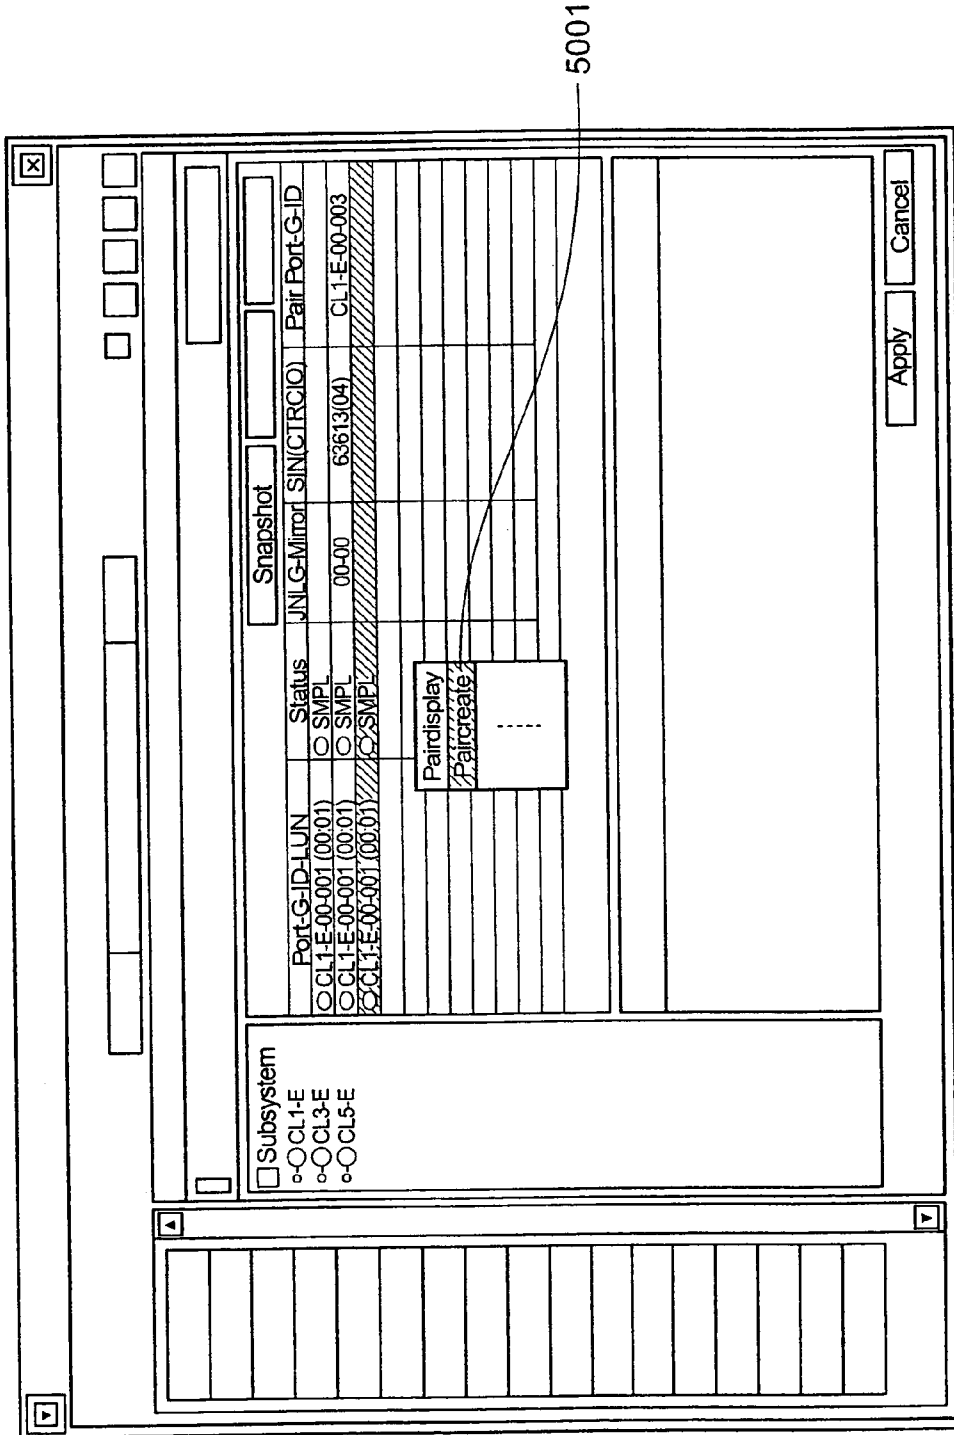 Snapshot
Port-G-ID-LUN Status JNLG-Mirror SIN(CTRCIO) Pair Port-G-ID
CL1-E-00-001 (00:01) SMPL
CL1-E-00-001 (00:01) SMPL 00-00 63613(04) CL1-E-00-003
CL1-E-00-001 (00:01) SMPL
Pairdisplay
Paircreate
Subsystem
CL1-E
CL3-E
CL5-E
Apply Cancel
5001